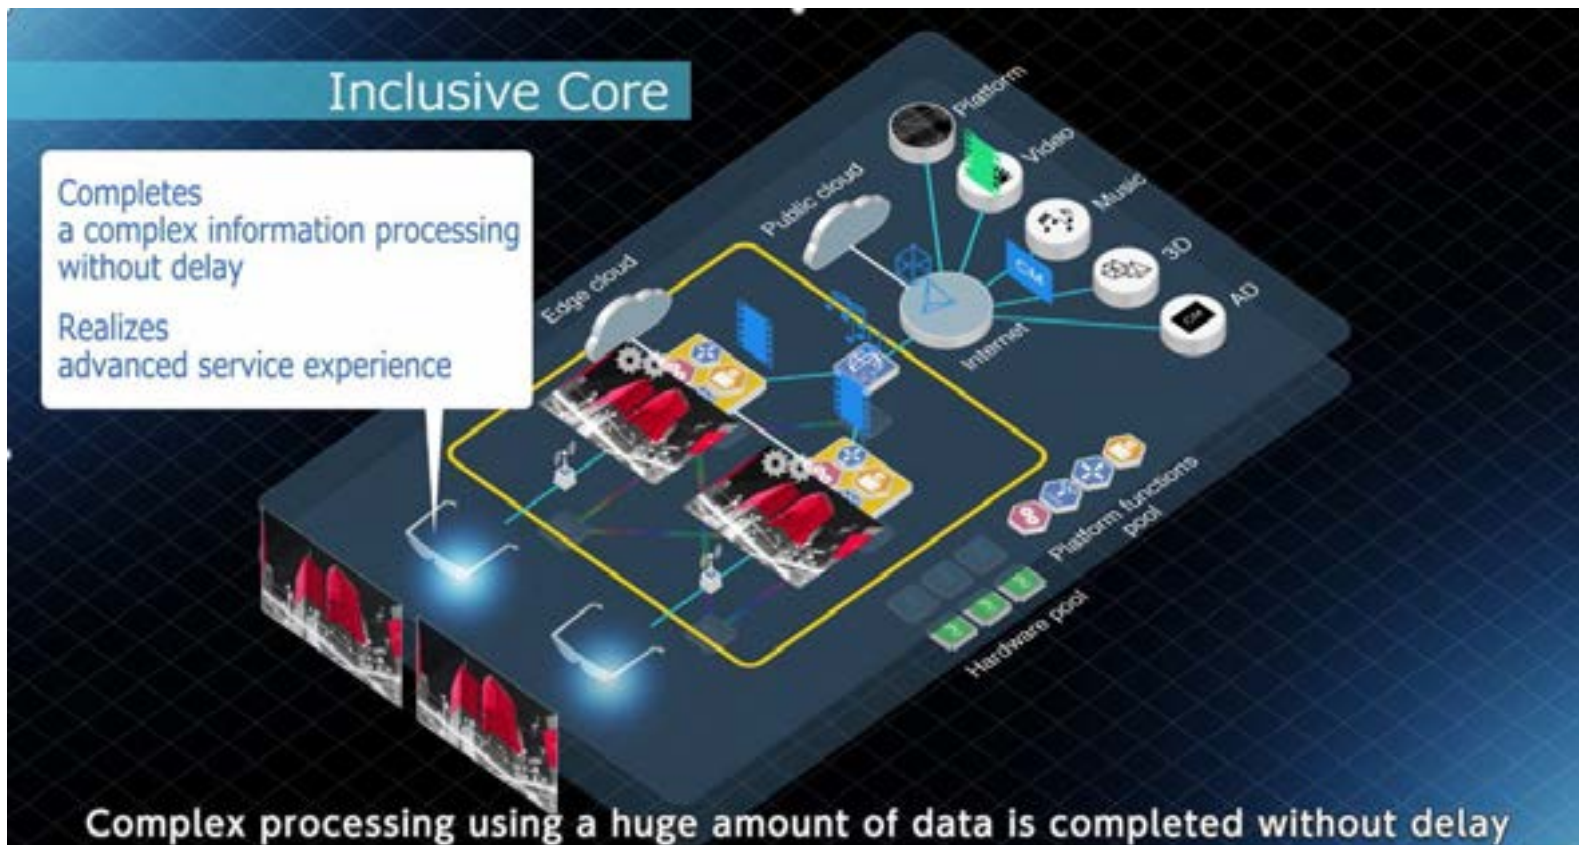 Inclusive Core
Completes
a complex information processing
without delay
Realizes
advanced service experience
Platform
Video
Music
3D
AD
Public cloud
Edge cloud
Internet
CM
CM
Platform functions
pool
Hardware pool
Complex processing using a huge amount of data is completed without delay